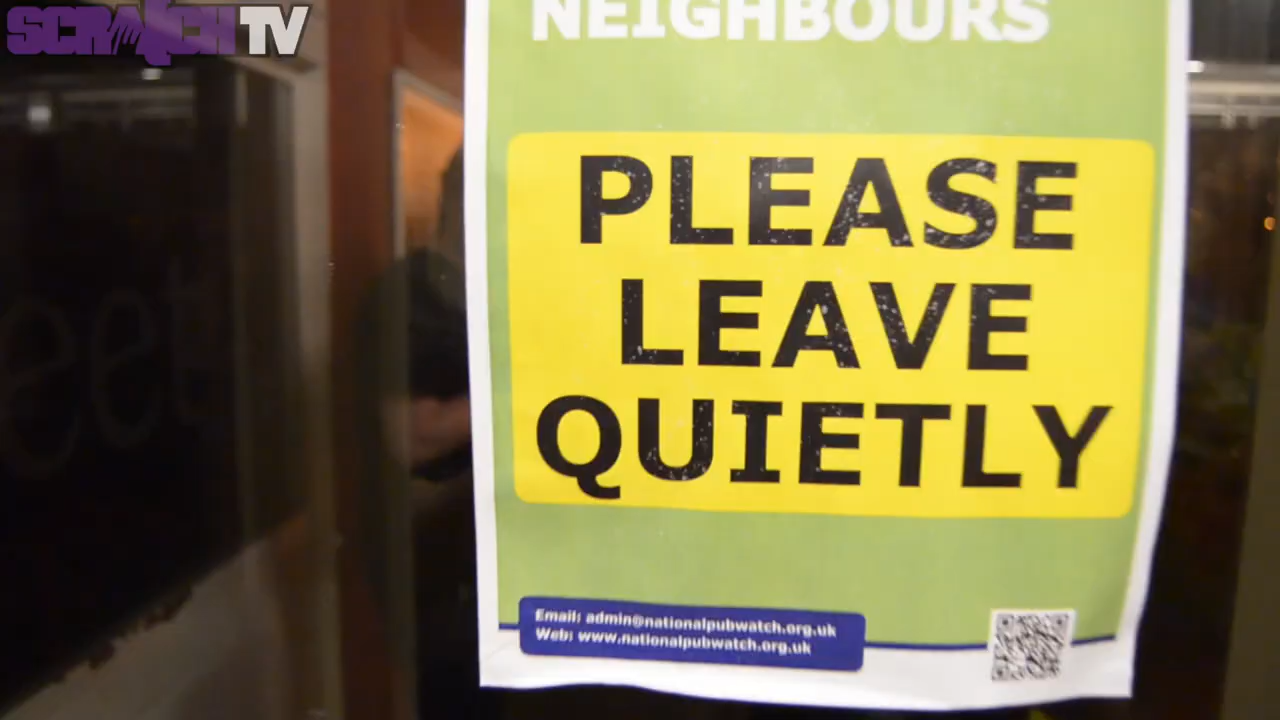 SCRATCH TV
NEIGHBOURS
PLEASE
LEAVE
QUIETLY
Email: admin@nationalpubwatch.org.uk
Web: www.nationalpubwatch.org.uk